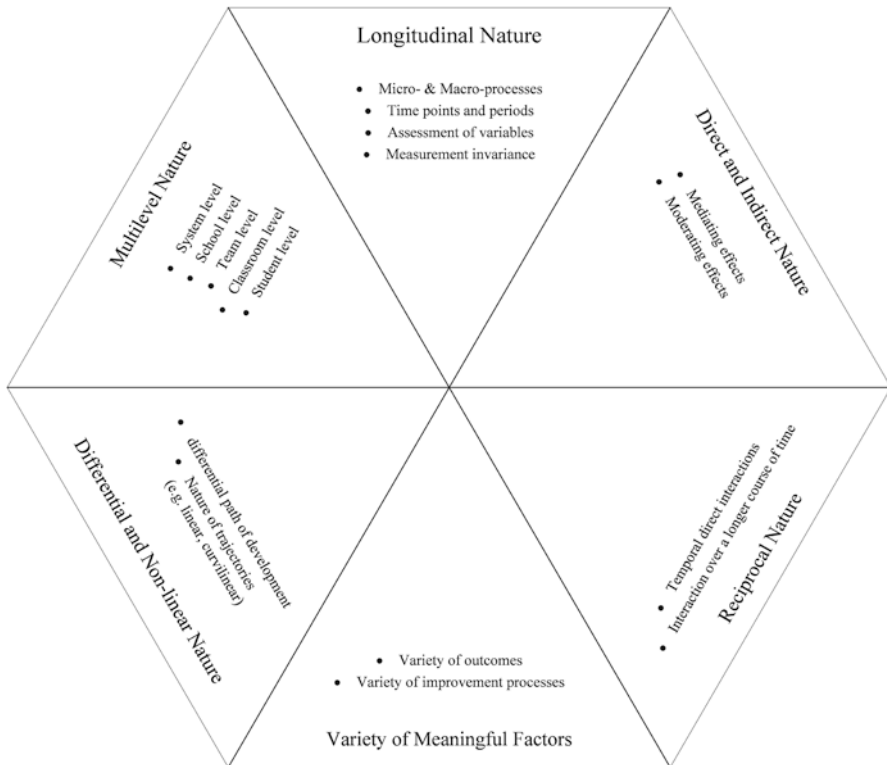 Longitudinal Nature
• Micro- & Macro-processes
• Time points and periods
• Assessment of variables
• Measurement invariance
Direct and Indirect Nature
• Mediating effects
• Moderating effects
• Temporal direct interactions
• Interaction over a longer course of time
Reciprocal Nature
• Variety of outcomes
• Variety of improvement processes
Variety of Meaningful Factors
• differential path of development
• Nature of trajectories
(e.g. linear, curvilinear)
Differential and Non-linear Nature
Multilevel Nature
• System level
• School level
• Team level
• Classroom level
• Student level